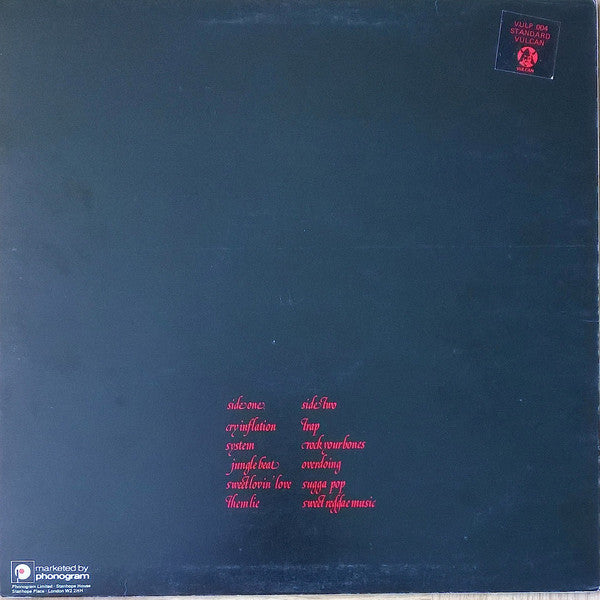 VULP 004
STANDARD
VULCAN
VULCAN
side one
side two
cry inflation
trap
system
rock your bones
jungle beat
overdoing
sweet lovin' love
sugga pop
them lie
sweet reggae music
marketed by
phonogram
Phonogram Limited · Stanhope House
Stanhope Place · London W2 2HH